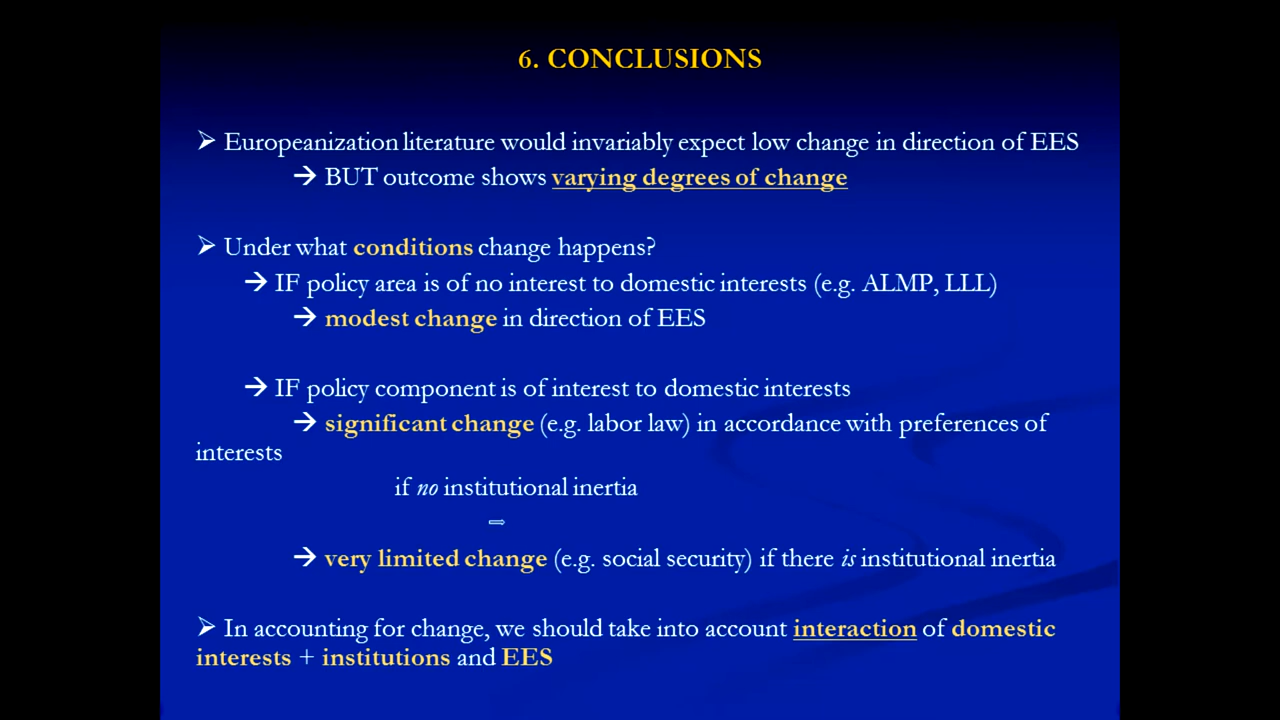 6. CONCLUSIONS
➢ Europeanization literature would invariably expect low change in direction of EES
→ BUT outcome shows varying degrees of change
➢ Under what conditions change happens?
→ IF policy area is of no interest to domestic interests (e.g. ALMP, LLL)
→ modest change in direction of EES
→ IF policy component is of interest to domestic interests
→ significant change (e.g. labor law) in accordance with preferences of
interests
if no institutional inertia
⇨
→ very limited change (e.g. social security) if there is institutional inertia
➢ In accounting for change, we should take into account interaction of domestic
interests + institutions and EES